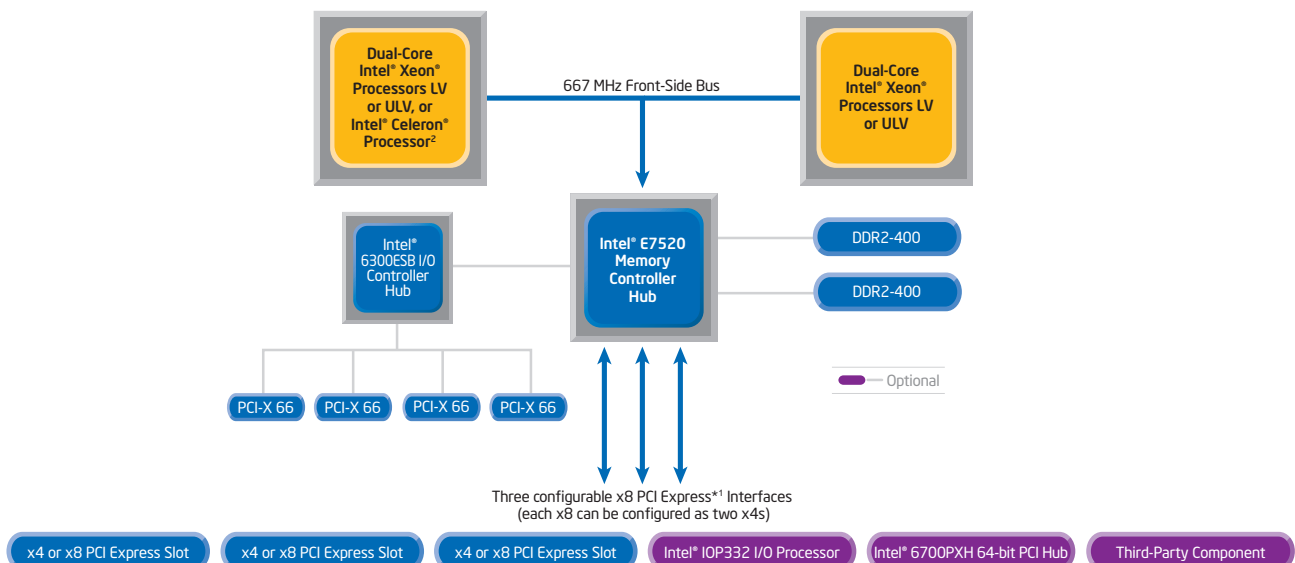 Dual-Core
Intel® Xeon®
Processors LV
or ULV, or
Intel® Celeron®
Processor²
667 MHz Front-Side Bus
Dual-Core
Intel® Xeon®
Processors LV
or ULV
Intel®
6300ESB I/O
Controller
Hub
Intel® E7520
Memory
Controller
Hub
DDR2-400
DDR2-400
Optional
PCI-X 66
PCI-X 66
PCI-X 66
PCI-X 66
Three configurable x8 PCI Express*¹ Interfaces
(each x8 can be configured as two x4s)
x4 or x8 PCI Express Slot
x4 or x8 PCI Express Slot
x4 or x8 PCI Express Slot
Intel® IOP332 I/O Processor
Intel® 6700PXH 64-bit PCI Hub
Third-Party Component